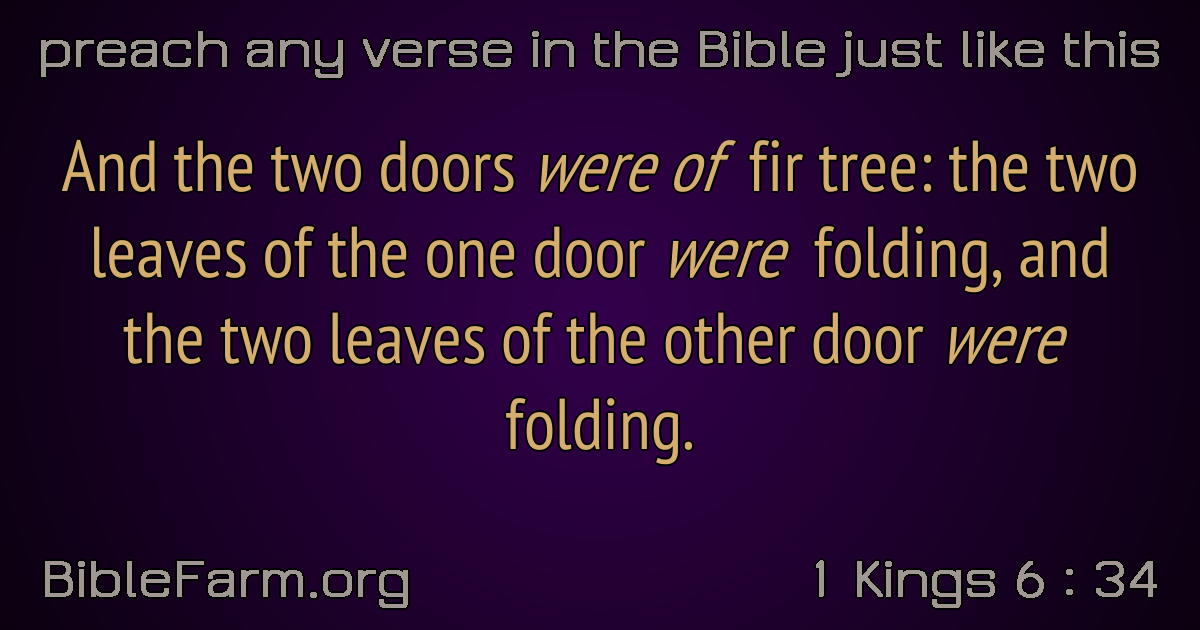 preach any verse in the Bible just like this
And the two doors were of fir tree: the two
leaves of the one door were folding, and
the two leaves of the other door were
folding.
BibleFarm.org
1 Kings 6 : 34